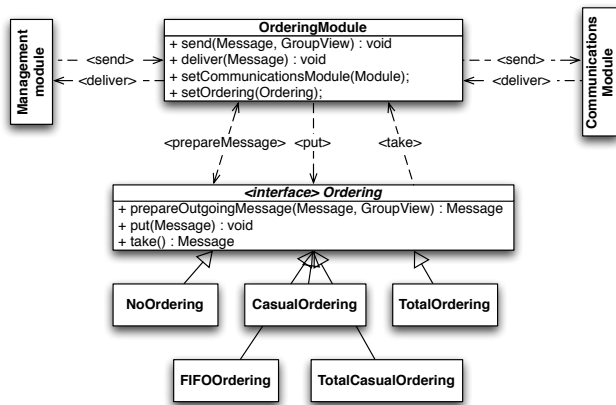 OrderingModule
+ send(Message, GroupView) : void
+ deliver(Message) : void
+ setCommunicationsModule(Module);
+ setOrdering(Ordering);
Management
module
<send>
<deliver>
<send>
<deliver>
Communications
Module
<prepareMessage>
<put>
<take>
<interface> Ordering
+ prepareOutgoingMessage(Message, GroupView) : Message
+ put(Message) : void
+ take() : Message
NoOrdering
CasualOrdering
TotalOrdering
FIFOOrdering
TotalCasualOrdering